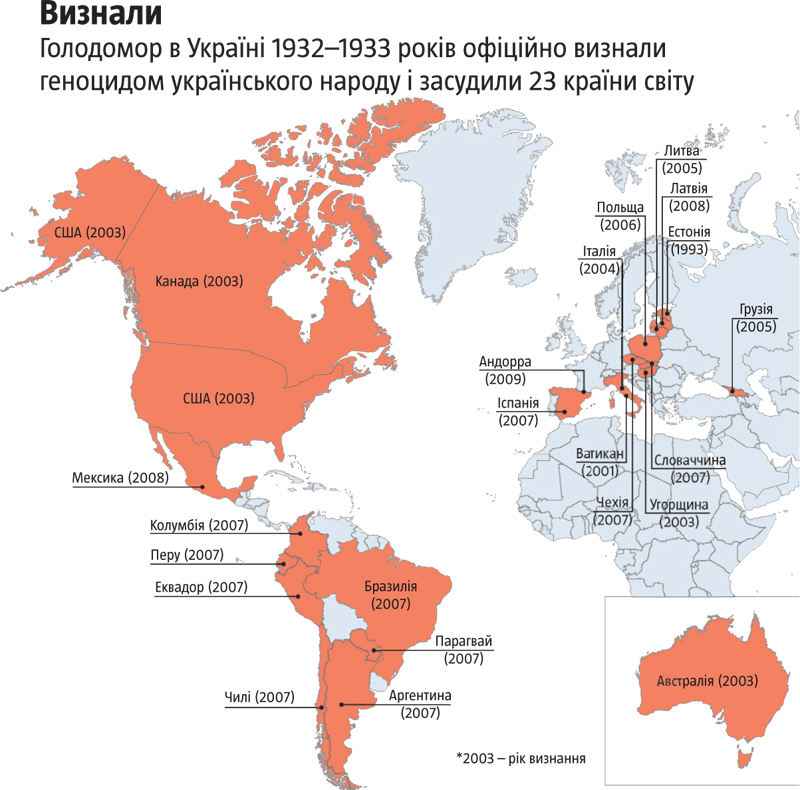 Визнали
Голодомор в Україні 1932–1933 років офіційно визнали
геноцидом українського народу і засудили 23 країни світу
США (2003)
Канада (2003)
США (2003)
Мексика (2008)
Колумбія (2007)
Перу (2007)
Еквадор (2007)
Бразилія
(2007)
Парагвай
(2007)
Чилі (2007)
Аргентина
(2007)
Литва
(2005)
Латвія
(2008)
Польща
(2006)
Естонія
(1993)
Італія
(2004)
Грузія
(2005)
Андорра
(2009)
Іспанія
(2007)
Ватикан
(2001)
Словаччина
(2007)
Чехія
(2007)
Угорщина
(2003)
Австралія (2003)
*2003 – рік визнання